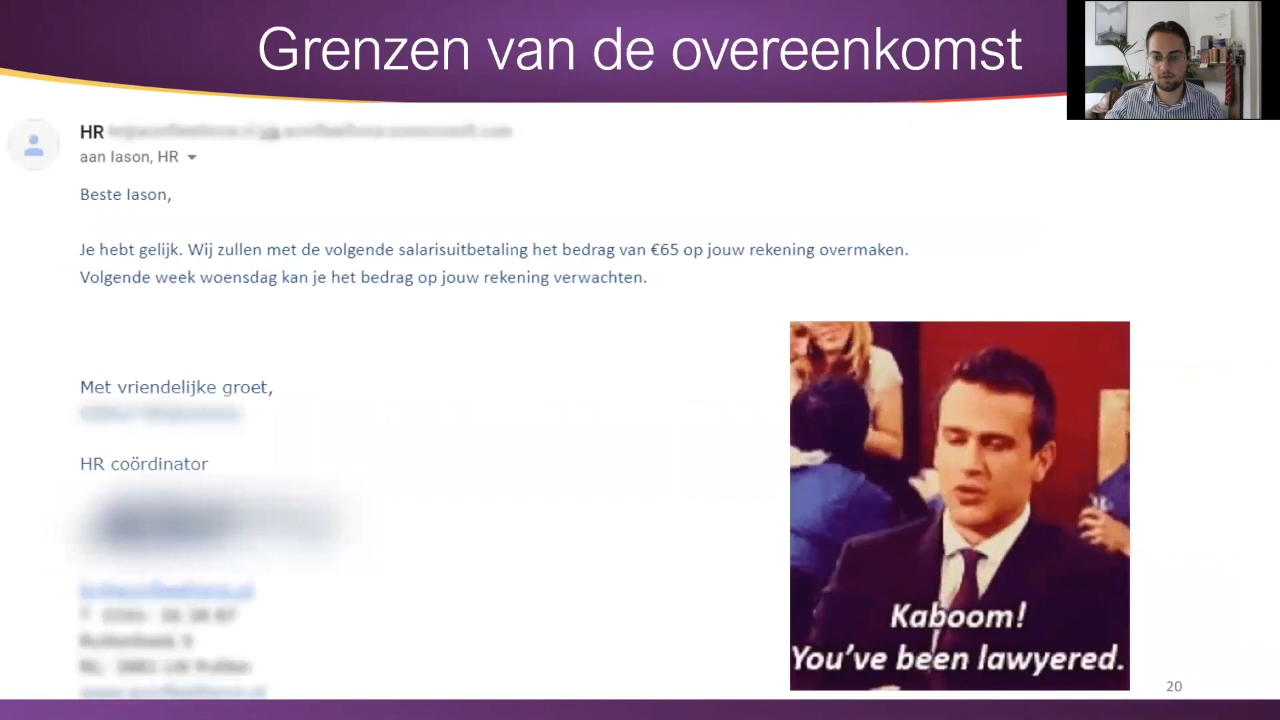 Grenzen van de overeenkomst
HR
aan Iason, HR
Beste Iason,
Je hebt gelijk. Wij zullen met de volgende salarisuitbetaling het bedrag van €65 op jouw rekening overmaken.
Volgende week woensdag kan je het bedrag op jouw rekening verwachten.
Met vriendelijke groet,
HR coördinator
Kaboom!
You've been lawyered.
20